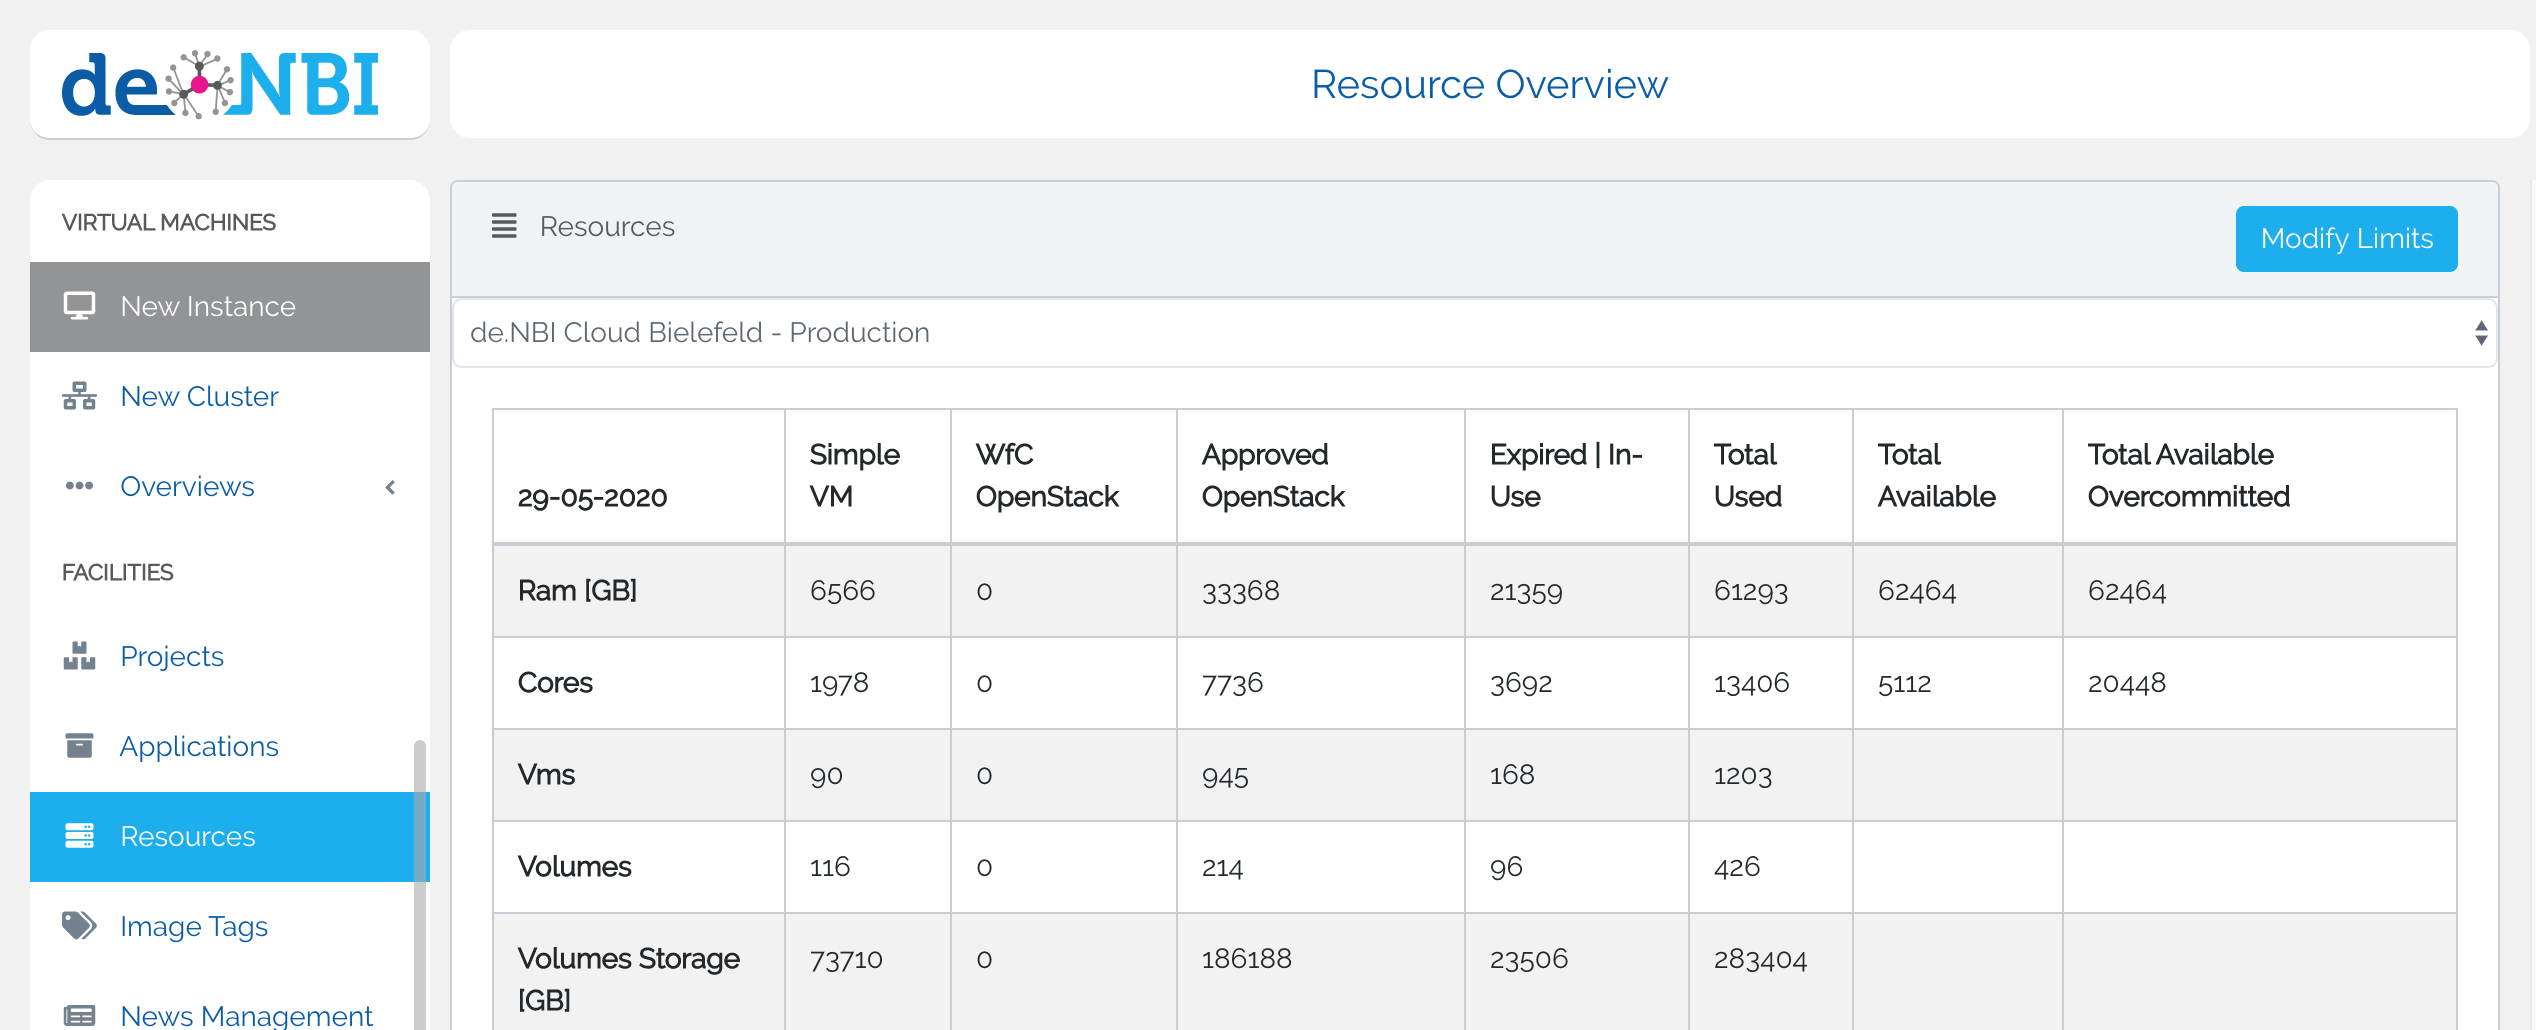 de.NBI
Resource Overview
VIRTUAL MACHINES
New Instance
New Cluster
Overviews
FACILITIES
Projects
Applications
Resources
Image Tags
News Management
Resources
Modify Limits
de.NBI Cloud Bielefeld - Production
29-05-2020 Simple VM WfC OpenStack Approved OpenStack Expired | In-Use Total Used Total Available Total Available Overcommitted
Ram [GB] 6566 0 33368 21359 61293 62464 62464
Cores 1978 0 7736 3692 13406 5112 20448
Vms 90 0 945 168 1203
Volumes 116 0 214 96 426
Volumes Storage [GB] 73710 0 186188 23506 283404